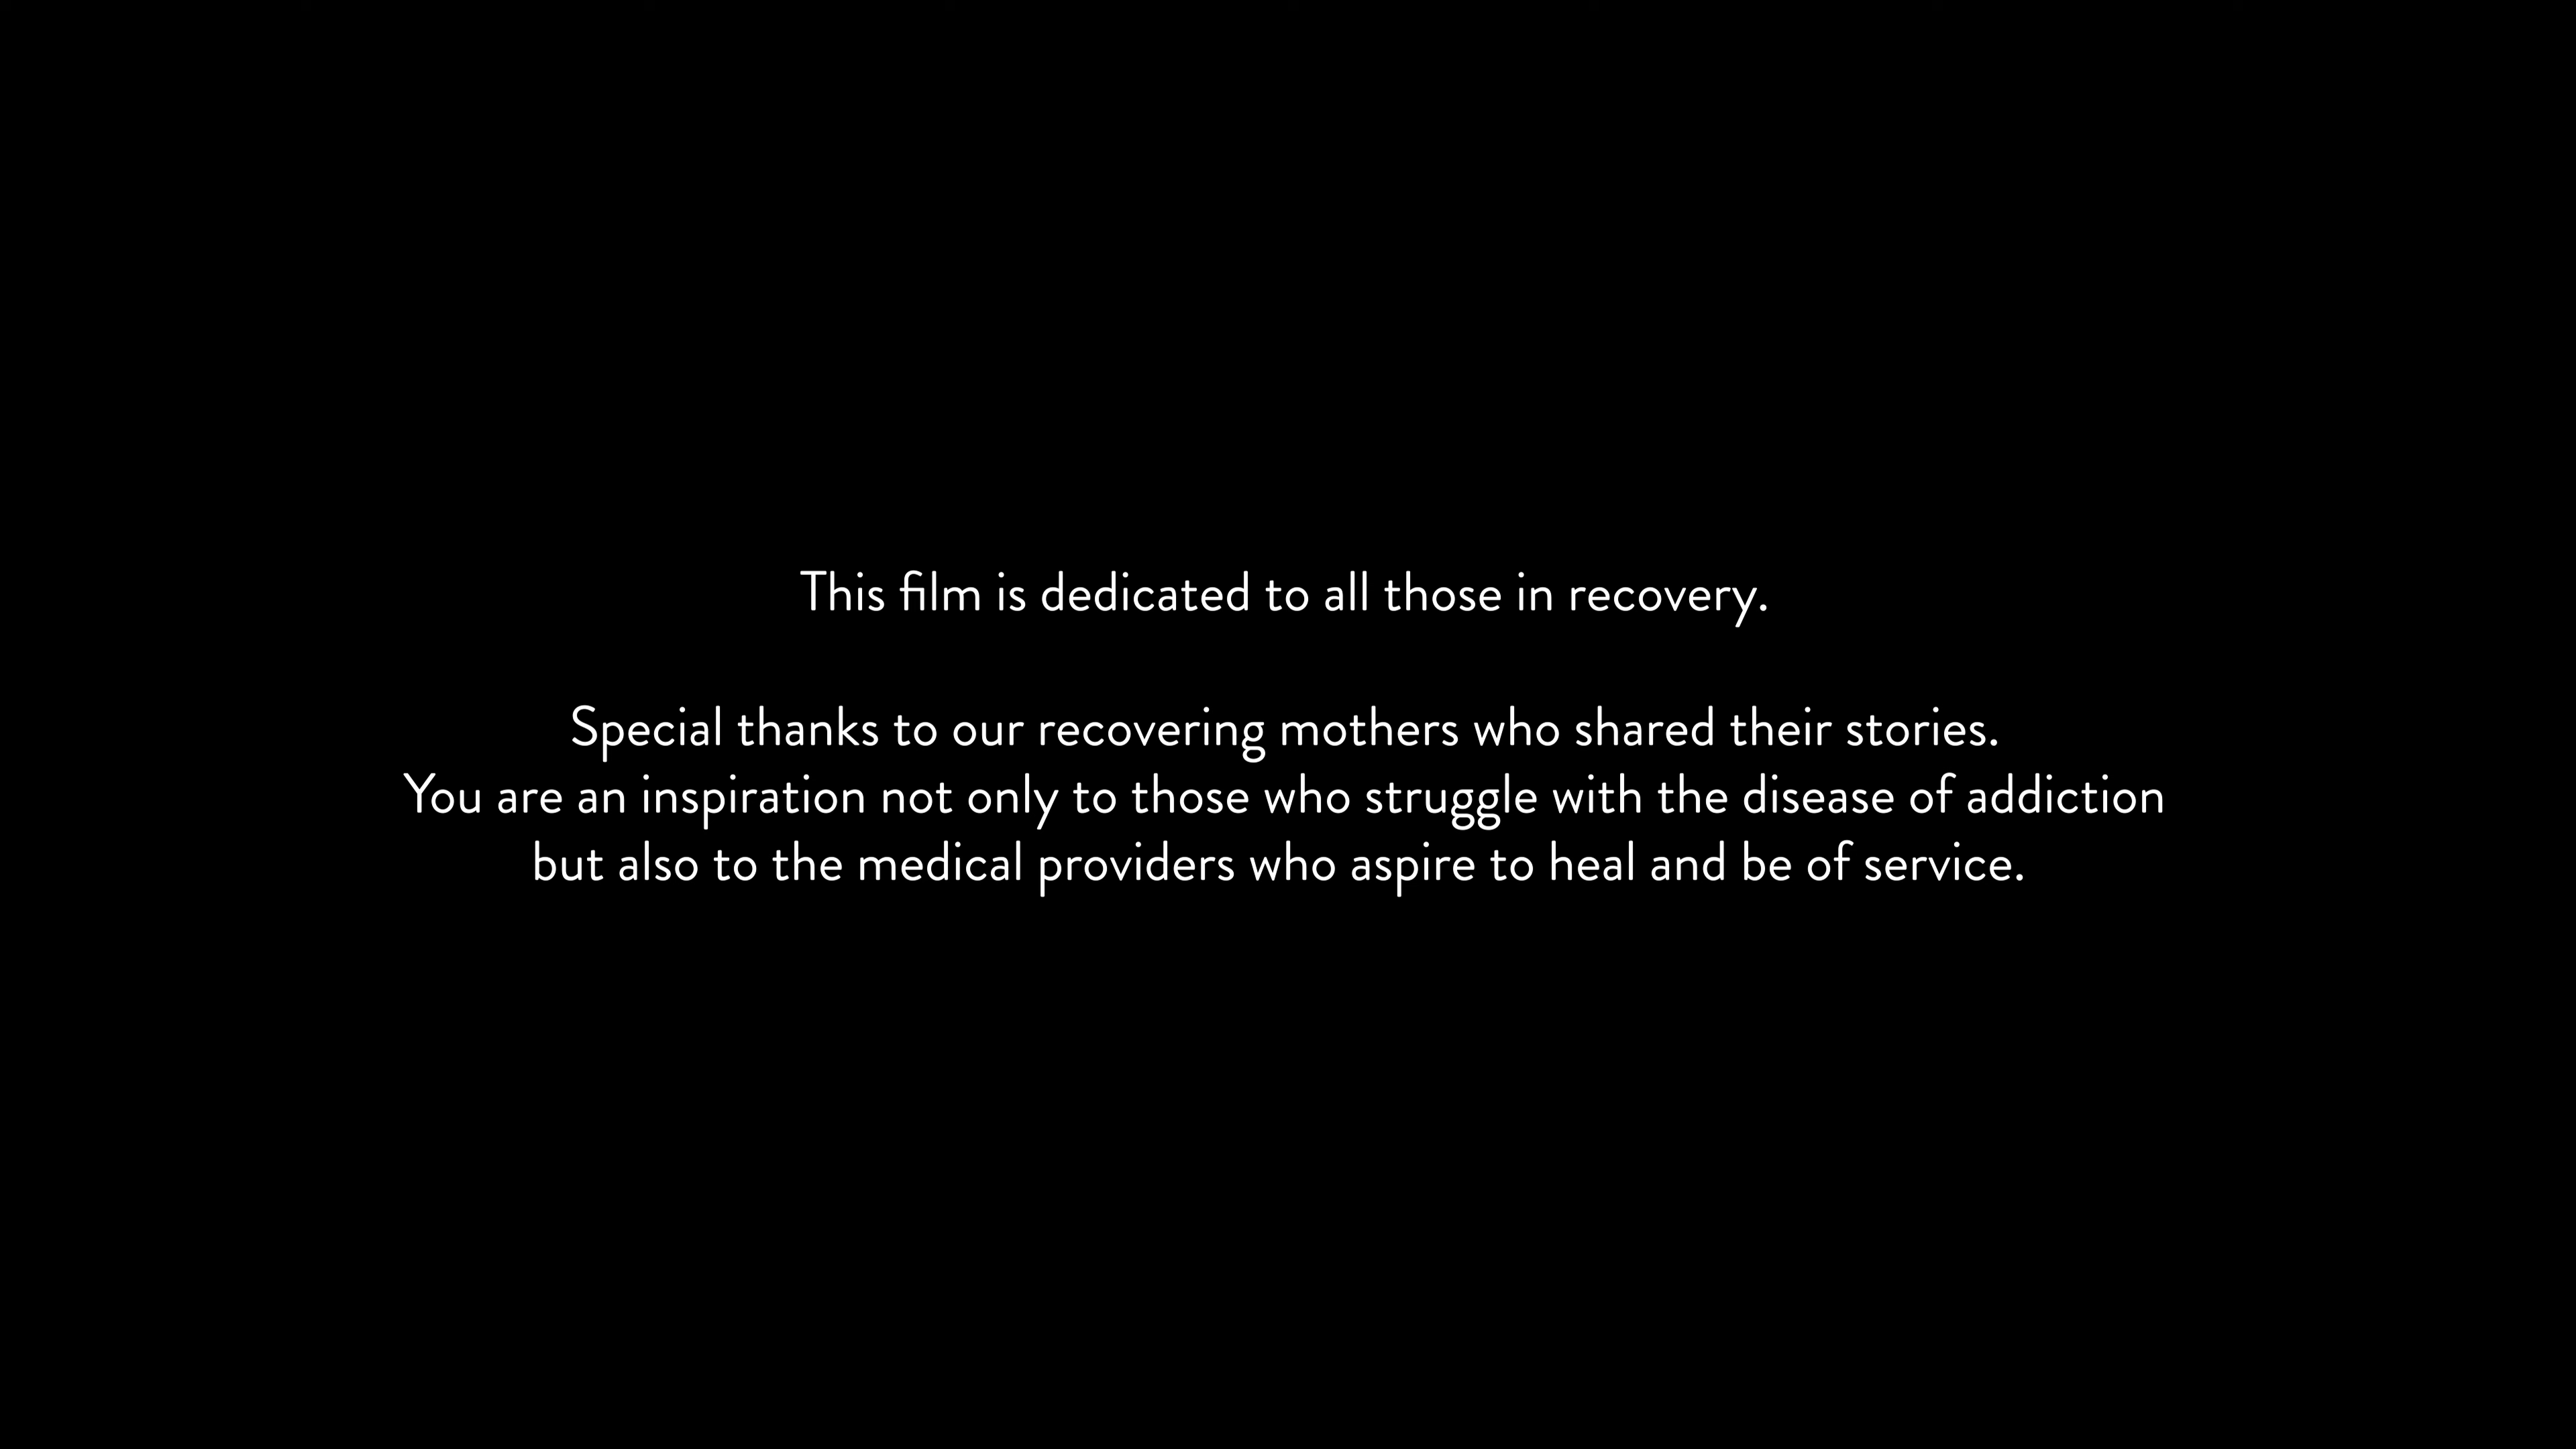 This film is dedicated to all those in recovery.
Special thanks to our recovering mothers who shared their stories.
You are an inspiration not only to those who struggle with the disease of addiction
but also to the medical providers who aspire to heal and be of service.